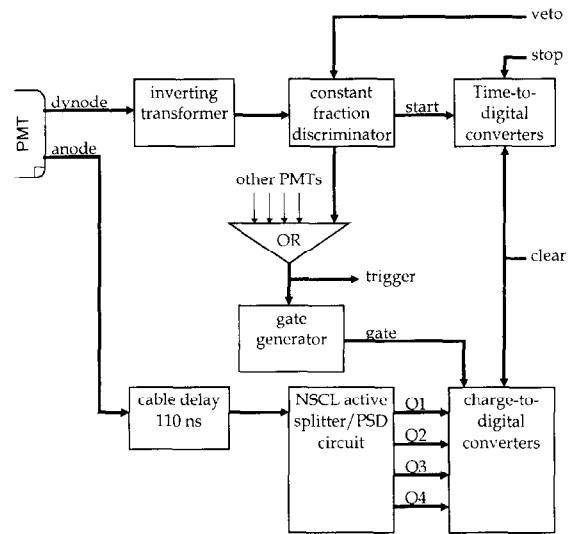 veto
stop
dynode
inverting
transformer
constant
fraction
discriminator
start
Time-to-
digital
converters
PMT
anode
other PMTs
OR
clear
trigger
gate
generator
gate
cable delay
110 ns
NSCL active
splitter/PSD
circuit
Q1
Q2
Q3
Q4
charge-to-
digital
converters